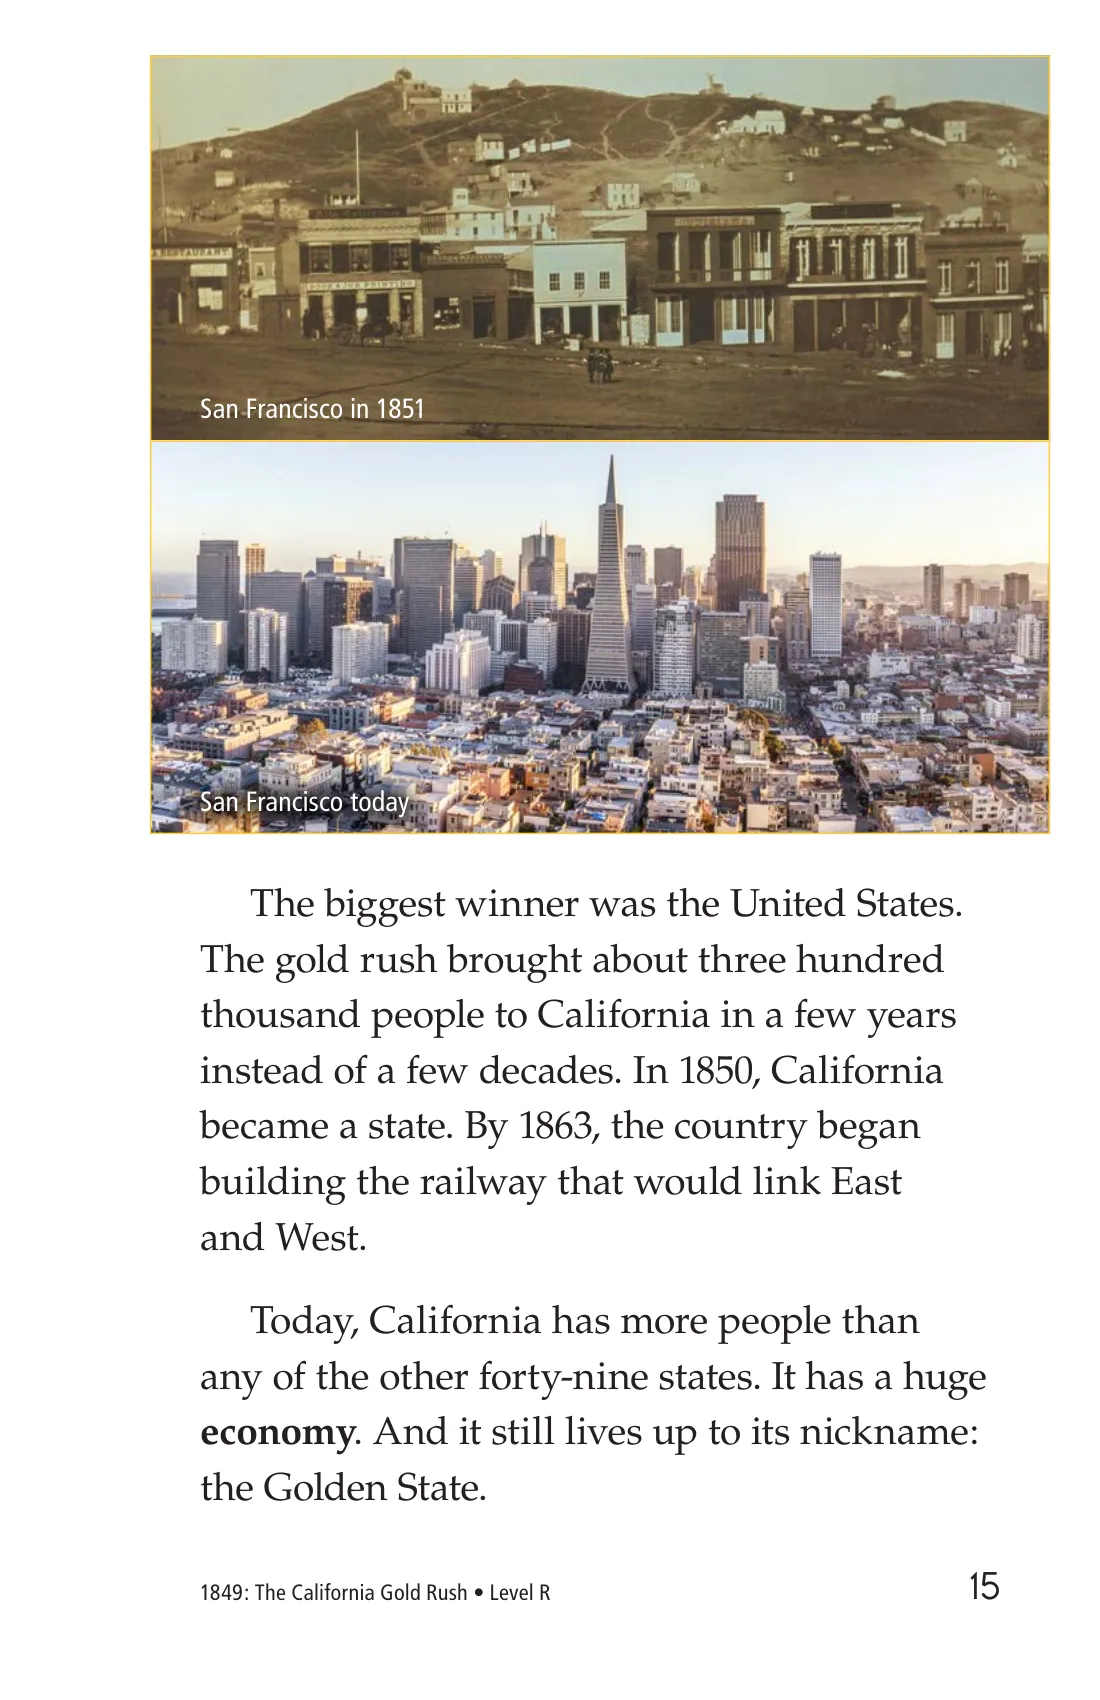 RESTAURANT
BOOK & JOB PRINTING
San Francisco in 1851
San Francisco today
The biggest winner was the United States.
The gold rush brought about three hundred
thousand people to California in a few years
instead of a few decades. In 1850, California
became a state. By 1863, the country began
building the railway that would link East
and West.
Today, California has more people than
any of the other forty-nine states. It has a huge
economy. And it still lives up to its nickname:
the Golden State.
1849: The California Gold Rush • Level R
15